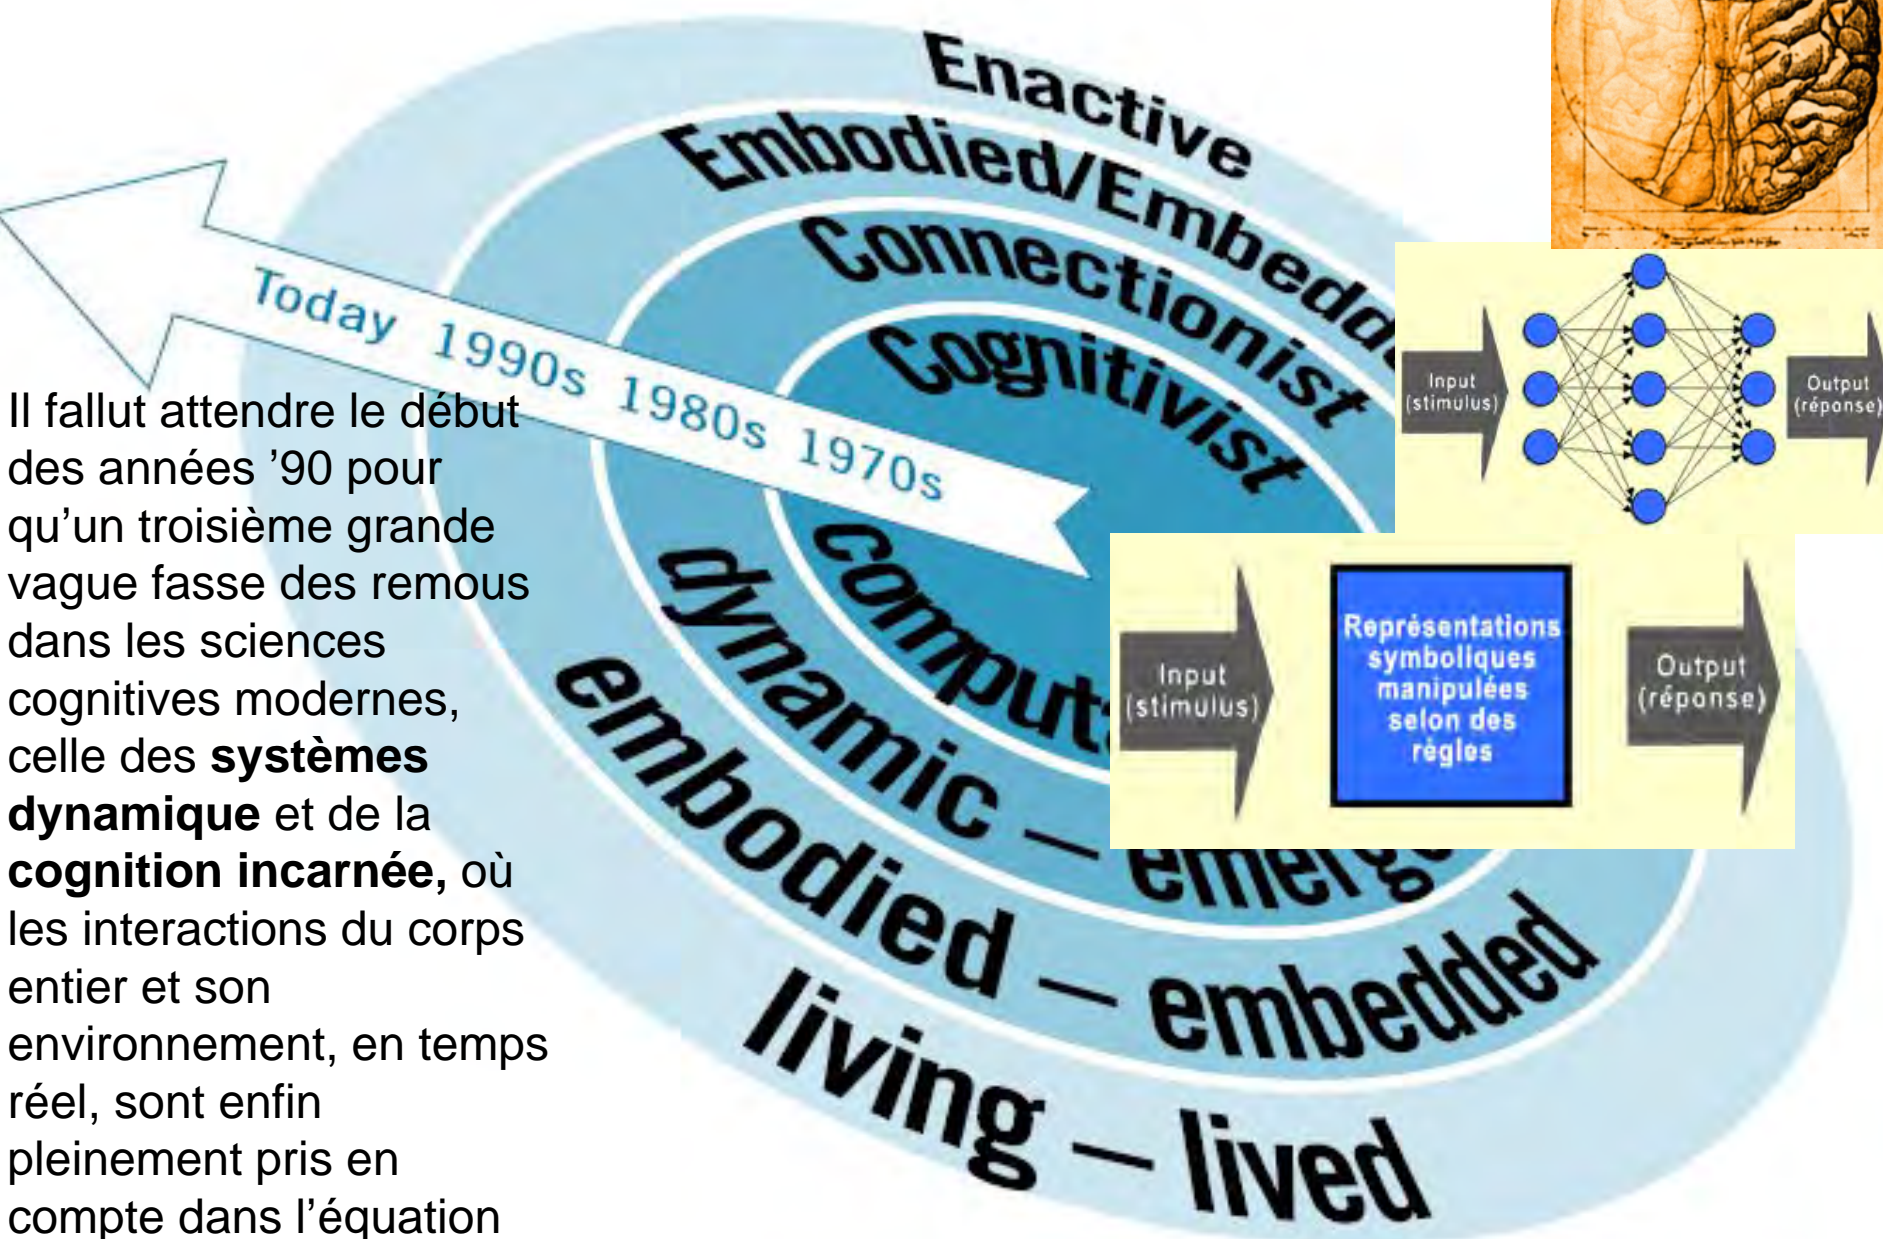 Enactive
Embodied/Embedd
Connectionist
Cognitivist
Today 1990s 1980s 1970s
Il fallut attendre le début
des années ’90 pour
qu’un troisième grande
vague fasse des remous
dans les sciences
cognitives modernes,
celle des systèmes
dynamique et de la
cognition incarnée, où
les interactions du corps
entier et son
environnement, en temps
réel, sont enfin
pleinement pris en
compte dans l’équation
Input
(stimulus)
Output
(réponse)
Input
(stimulus)
Représentations
symboliques
manipulées
selon des
règles
Output
(réponse)
computa
dynamic – emerge
embodied – embedded
living – lived